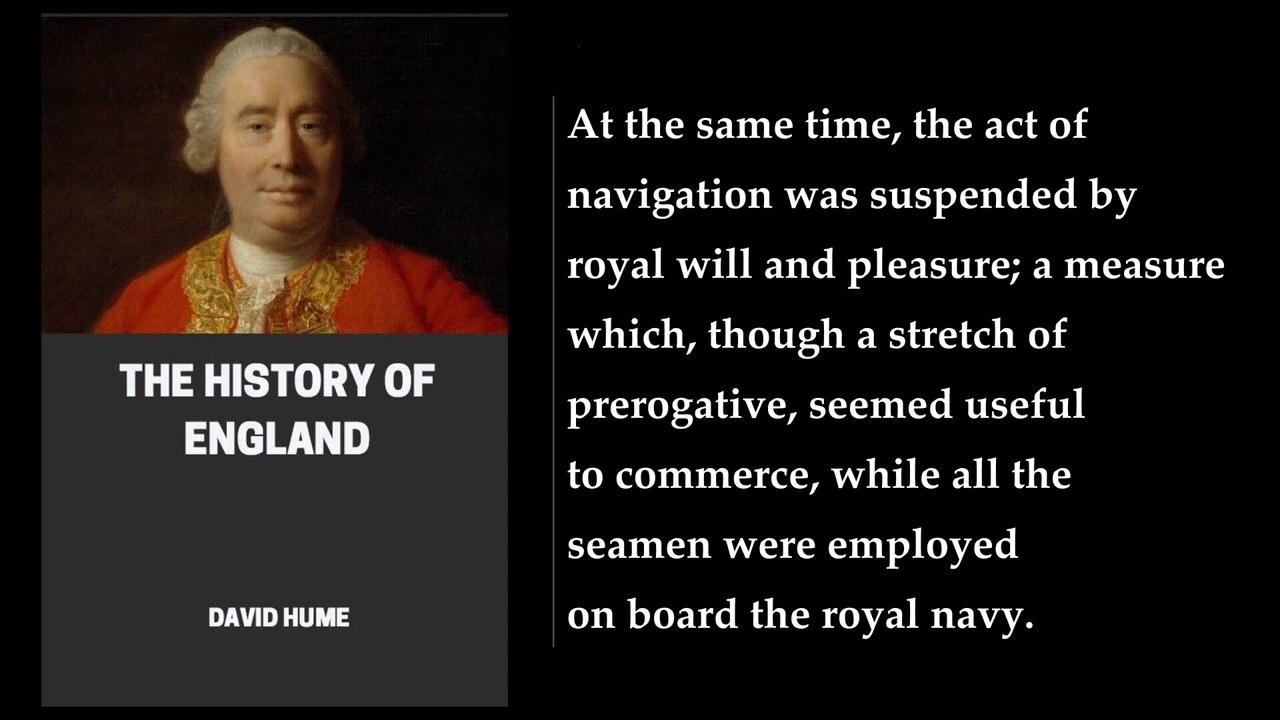 THE HISTORY OF
ENGLAND
DAVID HUME
At the same time, the act of
navigation was suspended by
royal will and pleasure; a measure
which, though a stretch of
prerogative, seemed useful
to commerce, while all the
seamen were employed
on board the royal navy.